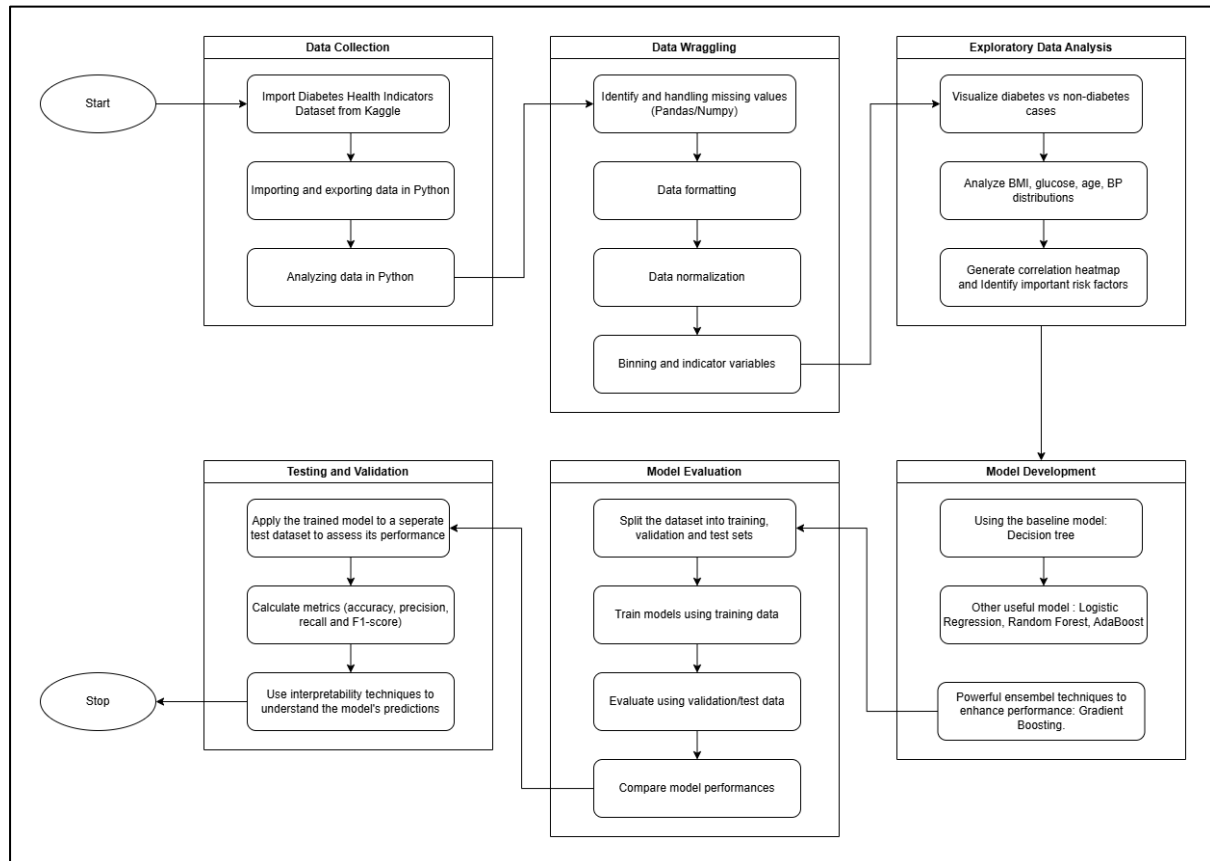 Data Collection
Start
Import Diabetes Health Indicators
Dataset from Kaggle
Importing and exporting data in Python
Analyzing data in Python
Data Wraggling
Identify and handling missing values
(Pandas/Numpy)
Data formatting
Data normalization
Binning and indicator variables
Exploratory Data Analysis
Visualize diabetes vs non-diabetes
cases
Analyze BMI, glucose, age, BP
distributions
Generate correlation heatmap
and Identify important risk factors
Model Development
Using the baseline model:
Decision tree
Other useful model : Logistic
Regression, Random Forest, AdaBoost
Powerful ensembel techniques to
enhance performance: Gradient
Boosting.
Model Evaluation
Split the dataset into training,
validation and test sets
Train models using training data
Evaluate using validation/test data
Compare model performances
Testing and Validation
Apply the trained model to a seperate
test dataset to assess its performance
Calculate metrics (accuracy, precision,
recall and F1-score)
Use interpretability techniques to
understand the model's predictions
Stop